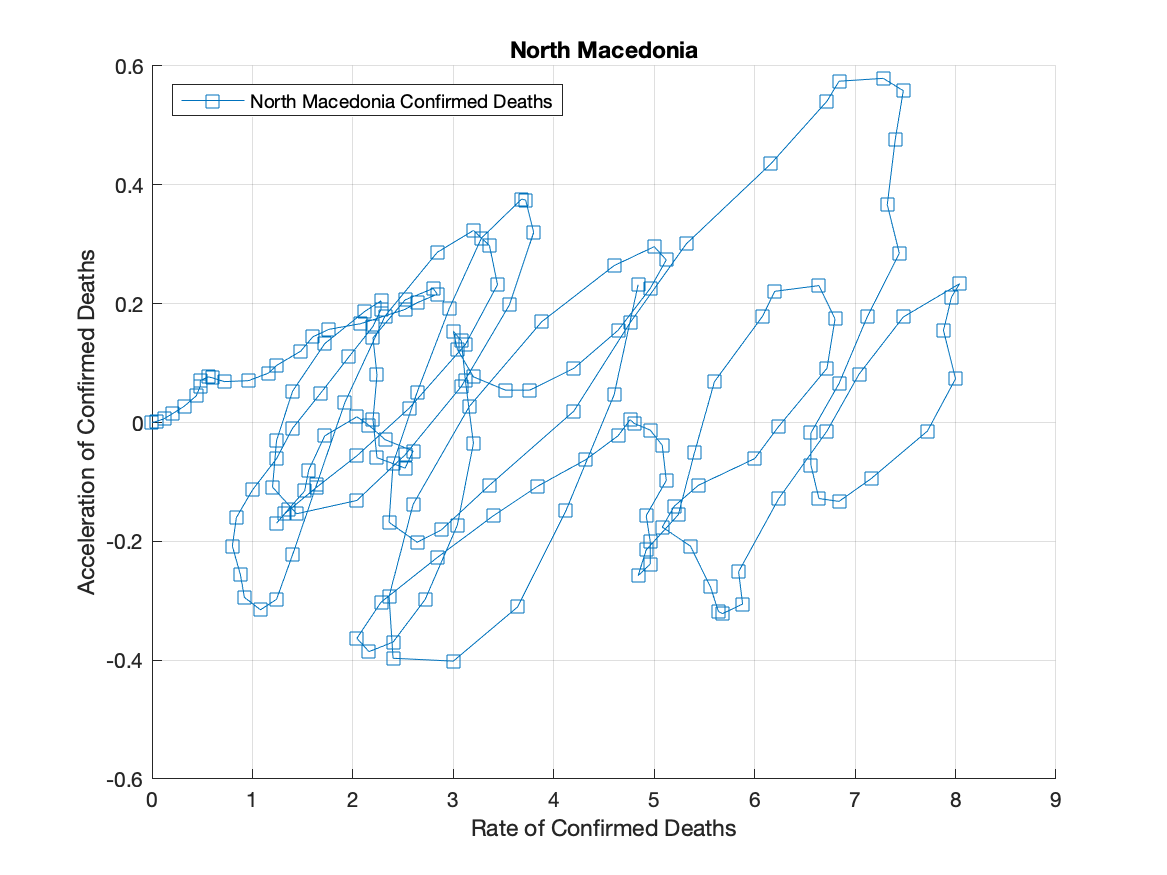 North Macedonia
North Macedonia Confirmed Deaths
0.6
0.4
0.2
0
-0.2
-0.4
-0.6
Acceleration of Confirmed Deaths
0 1 2 3 4 5 6 7 8 9
Rate of Confirmed Deaths